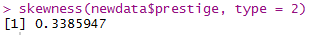 > skewness(newdata$prestige, type = 2)
[1] 0.3385947